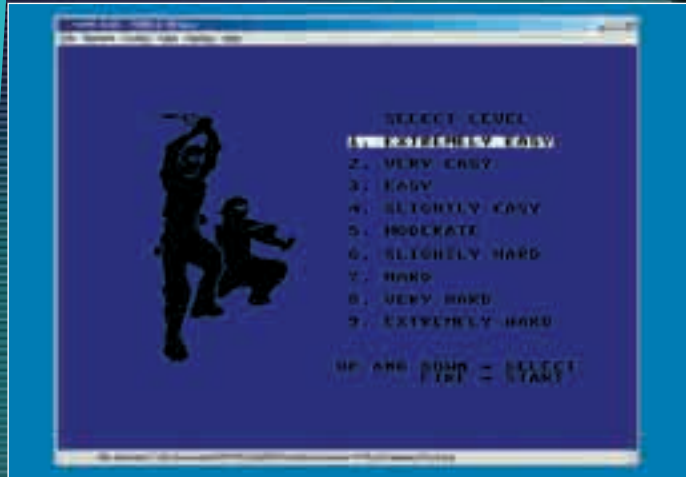 SELECT LEVEL
1. EXTREMELY EASY
2. VERY EASY
3. EASY
4. SLIGHTLY EASY
5. MODERATE
6. SLIGHTLY HARD
7. HARD
8. VERY HARD
9. EXTREMELY HARD
UP AND DOWN - SELECT
FIRE - START